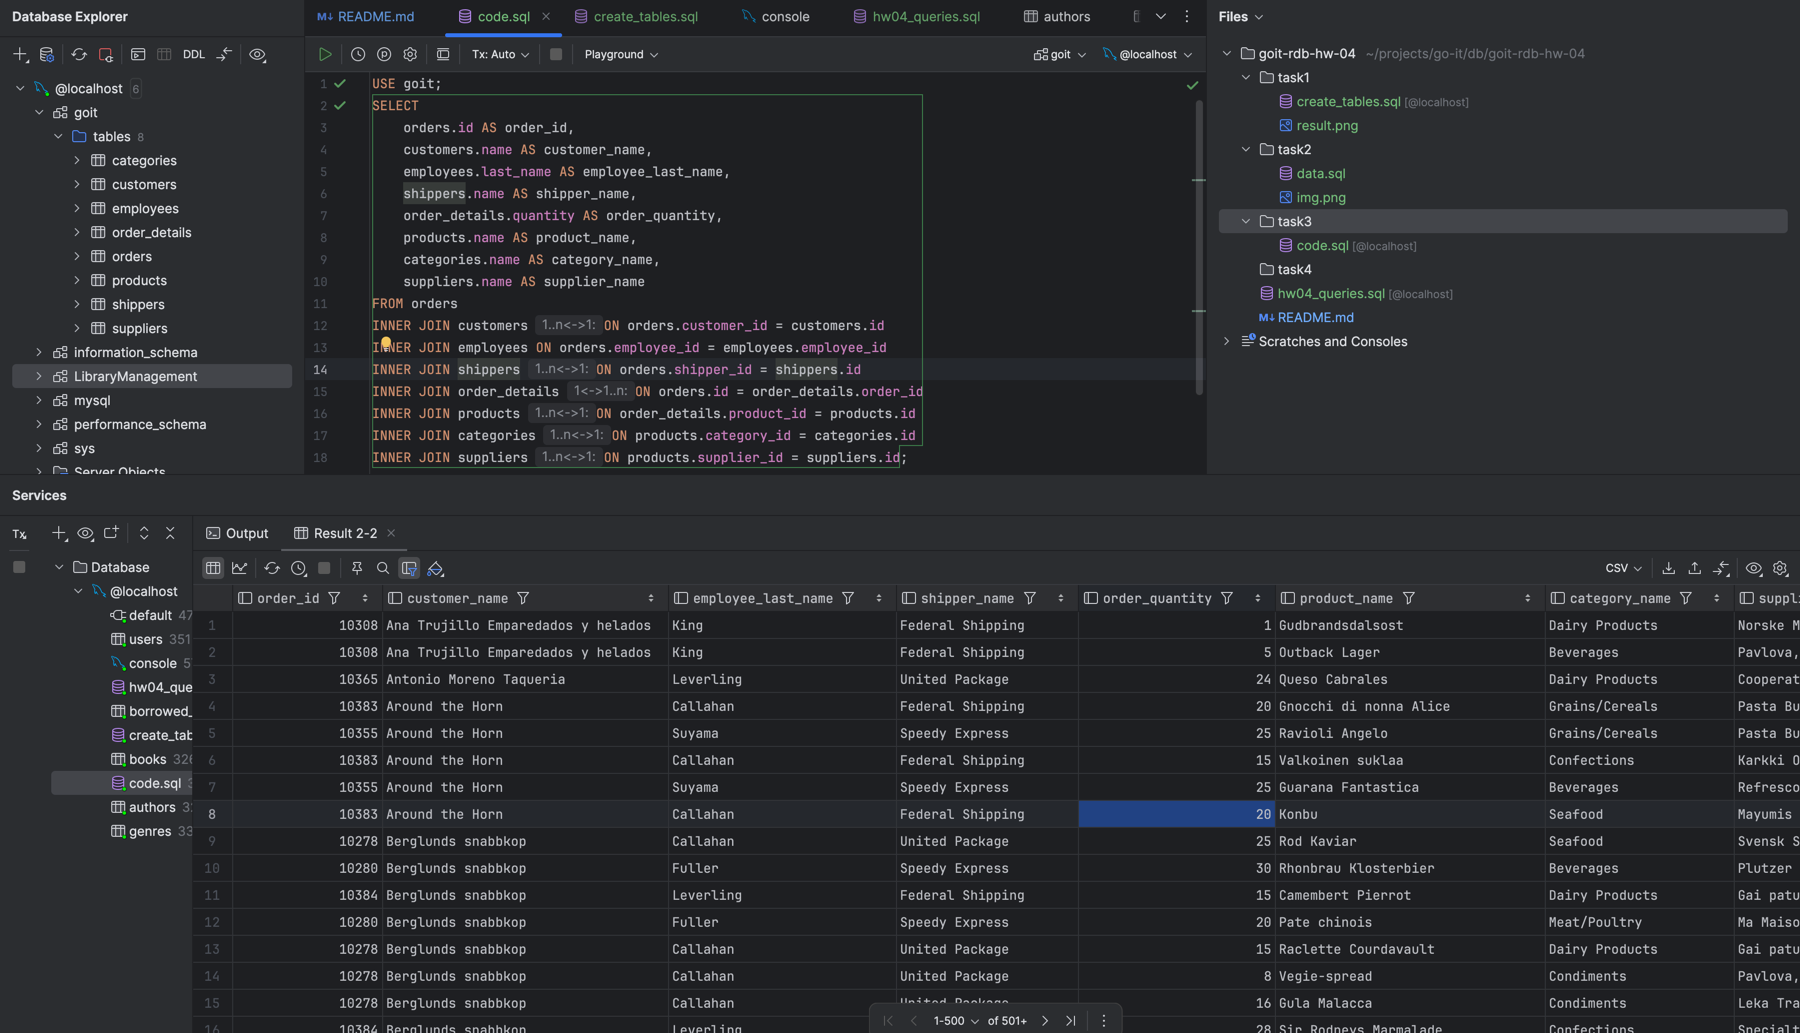 Database Explorer
DDL
@localhost 6
goit
tables 8
categories
customers
employees
order_details
orders
products
shippers
suppliers
information_schema
LibraryManagement
mysql
performance_schema
sys
Server Objects
M↓ README.md
code.sql
create_tables.sql
console
hw04_queries.sql
authors
Tx: Auto
Playground
goit
@localhost
1 USE goit;
2 SELECT
3 orders.id AS order_id,
4 customers.name AS customer_name,
5 employees.last_name AS employee_last_name,
6 shippers.name AS shipper_name,
7 order_details.quantity AS order_quantity,
8 products.name AS product_name,
9 categories.name AS category_name,
10 suppliers.name AS supplier_name
11 FROM orders
12 INNER JOIN customers 1..n<->1: ON orders.customer_id = customers.id
13 INNER JOIN employees ON orders.employee_id = employees.employee_id
14 INNER JOIN shippers 1..n<->1: ON orders.shipper_id = shippers.id
15 INNER JOIN order_details 1<->1..n: ON orders.id = order_details.order_id
16 INNER JOIN products 1..n<->1: ON order_details.product_id = products.id
17 INNER JOIN categories 1..n<->1: ON products.category_id = categories.id
18 INNER JOIN suppliers 1..n<->1: ON products.supplier_id = suppliers.id;
Files
goit-rdb-hw-04 ~/projects/go-it/db/goit-rdb-hw-04
task1
create_tables.sql [@localhost]
result.png
task2
data.sql
img.png
task3
code.sql [@localhost]
task4
hw04_queries.sql [@localhost]
M↓ README.md
Scratches and Consoles
Services
Tx
Database
@localhost
default 47
users 351
console 5
hw04_que
borrowed_
create_tab
books 326
code.sql 3
authors 3
genres 33
Output
Result 2-2
CSV
order_id customer_name employee_last_name shipper_name order_quantity product_name category_name suppli
1 10308 Ana Trujillo Emparedados y helados King Federal Shipping 1 Gudbrandsdalsost Dairy Products Norske M
2 10308 Ana Trujillo Emparedados y helados King Federal Shipping 5 Outback Lager Beverages Pavlova,
3 10365 Antonio Moreno Taqueria Leverling United Package 24 Queso Cabrales Dairy Products Cooperat
4 10383 Around the Horn Callahan Federal Shipping 20 Gnocchi di nonna Alice Grains/Cereals Pasta Bu
5 10355 Around the Horn Suyama Speedy Express 25 Ravioli Angelo Grains/Cereals Pasta Bu
6 10383 Around the Horn Callahan Federal Shipping 15 Valkoinen suklaa Confections Karkki O
7 10355 Around the Horn Suyama Speedy Express 25 Guarana Fantastica Beverages Refresco
8 10383 Around the Horn Callahan Federal Shipping 20 Konbu Seafood Mayumis
9 10278 Berglunds snabbkop Callahan United Package 25 Rod Kaviar Seafood Svensk S
10 10280 Berglunds snabbkop Fuller Speedy Express 30 Rhonbrau Klosterbier Beverages Plutzer
11 10384 Berglunds snabbkop Leverling Federal Shipping 15 Camembert Pierrot Dairy Products Gai patu
12 10280 Berglunds snabbkop Fuller Speedy Express 20 Pate chinois Meat/Poultry Ma Maiso
13 10278 Berglunds snabbkop Callahan United Package 15 Raclette Courdavault Dairy Products Gai patu
14 10278 Berglunds snabbkop Callahan United Package 8 Vegie-spread Condiments Pavlova,
15 10278 Berglunds snabbkop Callahan United Package 16 Gula Malacca Condiments Leka Tra
16 10384 Berglunds snabbkop Leverling 28 Sir Rodneys Marmalade Confections Specialt
1-500 of 501+